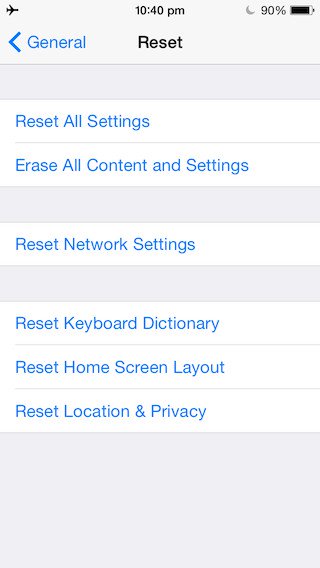 10:40 pm 90%
General Reset
Reset All Settings
Erase All Content and Settings
Reset Network Settings
Reset Keyboard Dictionary
Reset Home Screen Layout
Reset Location & Privacy